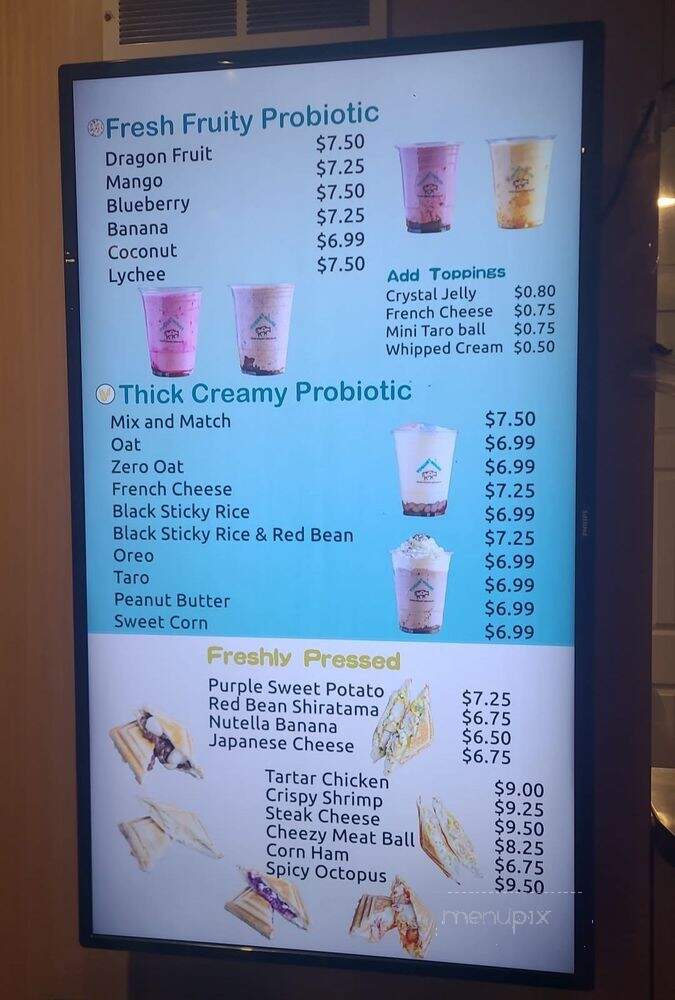 Fresh Fruity Probiotic
Dragon Fruit $7.50
Mango $7.25
Blueberry $7.50
Banana $7.25
Coconut $6.99
Lychee $7.50
Add Toppings
Crystal Jelly $0.80
French Cheese $0.75
Mini Taro ball $0.75
Whipped Cream $0.50
Thick Creamy Probiotic
Mix and Match $7.50
Oat $6.99
Zero Oat $6.99
French Cheese $7.25
Black Sticky Rice $6.99
Black Sticky Rice & Red Bean $7.25
Oreo $6.99
Taro $6.99
Peanut Butter $6.99
Sweet Corn $6.99
PHILIPS
Freshly Pressed
Purple Sweet Potato $7.25
Red Bean Shiratama $6.75
Nutella Banana $6.50
Japanese Cheese $6.75
Tartar Chicken $9.00
Crispy Shrimp $9.25
Steak Cheese $9.50
Cheezy Meat Ball $8.25
Corn Ham $6.75
Spicy Octopus $9.50
menupix